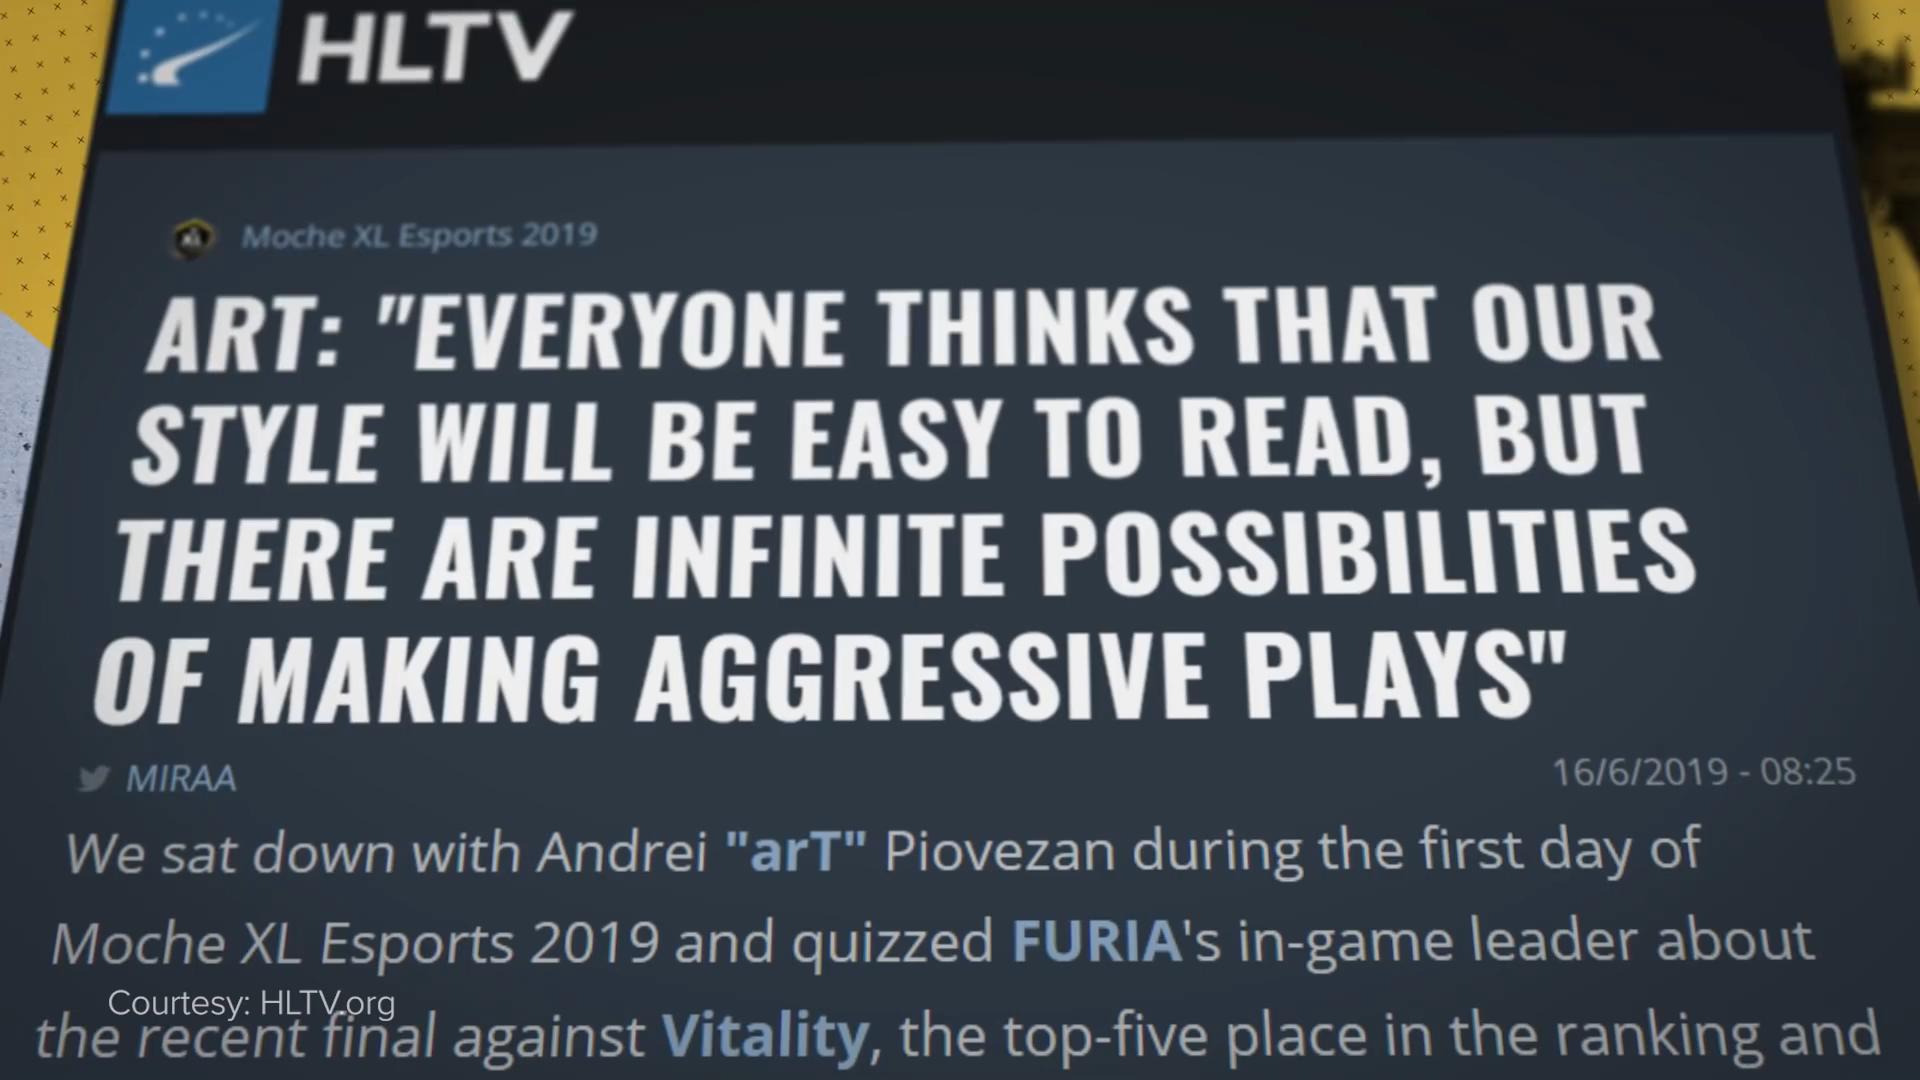 HLTV
Moche XL Esports 2019
ART: "EVERYONE THINKS THAT OUR
STYLE WILL BE EASY TO READ, BUT
THERE ARE INFINITE POSSIBILITIES
OF MAKING AGGRESSIVE PLAYS"
MIRAA
16/6/2019 - 08:25
We sat down with Andrei "arT" Piovezan during the first day of
Moche XL Esports 2019 and quizzed FURIA's in-game leader about
Courtesy: HLTV.org
the recent final against Vitality, the top-five place in the ranking and